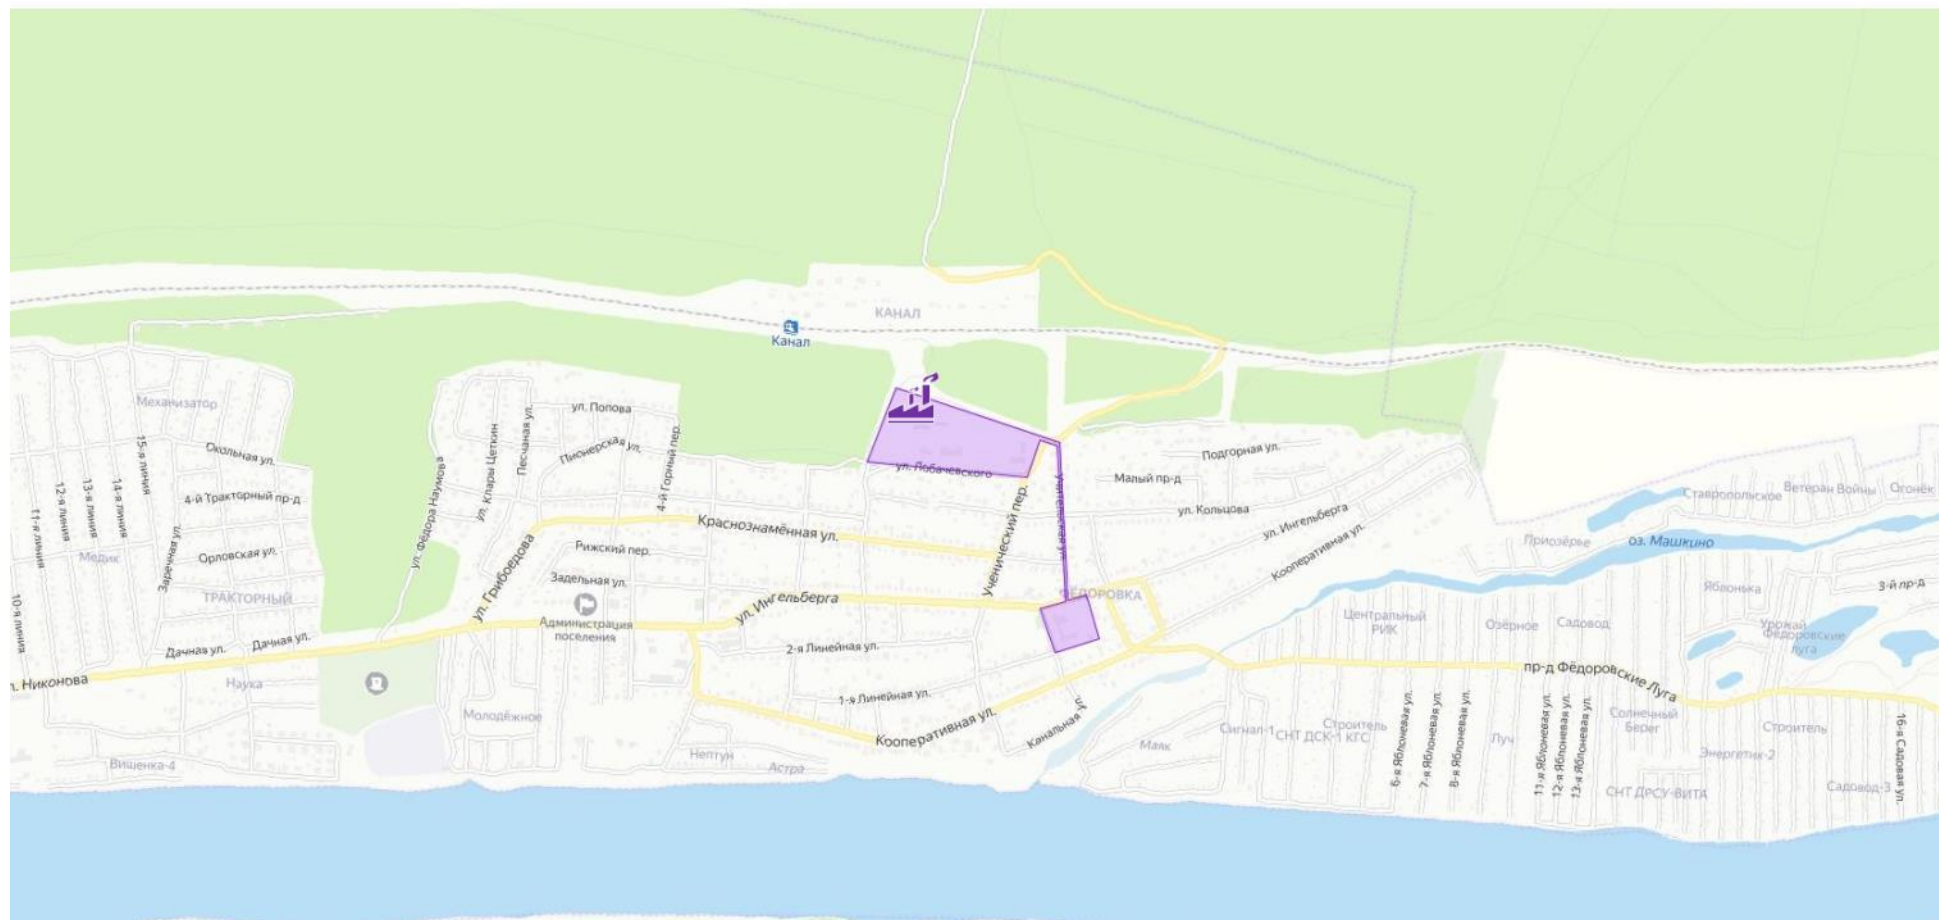 КАНАЛ
Канал
Механизатор
ул. Попова
Песчаная ул.
ул. Клары Цеткин
Пионерская ул.
4-й Горный пер.
Окольная ул.
15-я линия
ул. Лобачевского
Подгорная ул.
Малый пр-д
ул. Фёдора Наумова
4-й Тракторный пр-д
14-я линия
13-я линия
12-я линия
11-я линия
Учительская ул.
Ученический пер.
ул. Кольцова
ул. Ингельберга
Кооперативная ул.
Ставропольское
Ветеран Войны
Огонёк
Краснознамённая ул.
Заречная ул.
Орловская ул.
Медик
Рижский пер.
ул. Грибоедова
Приозёрье
оз. Машкино
Задельная ул.
ТРАКТОРНЫЙ
10-я линия
ул. Ингельберга
ФЁДОРОВКА
Яблонька
3-й пр-д
Администрация
поселения
Центральный
РИК
Озёрное
Садовод
Урожай
Фёдоровские
луга
Дачная ул.
Дачная ул.
2-я Линейная ул.
л. Никонова
Наука
1-я Линейная ул.
пр-д Фёдоровские Луга
Молодёжное
Кооперативная ул.
Канальная ул.
Маяк
Сигнал-1
СНТ ДСК-1 КГС
Строитель
6-я Яблоневая ул.
7-я Яблоневая ул.
8-я Яблоневая ул.
Луч
11-я Яблоневая ул.
12-я Яблоневая ул.
13-я Яблоневая ул.
Солнечный
Берег
Строитель
Энергетик-2
16-я Садовая ул.
Вишенка-4
Нептун
Астра
СНТ ДРСУ-ВИТА
Садовод-3